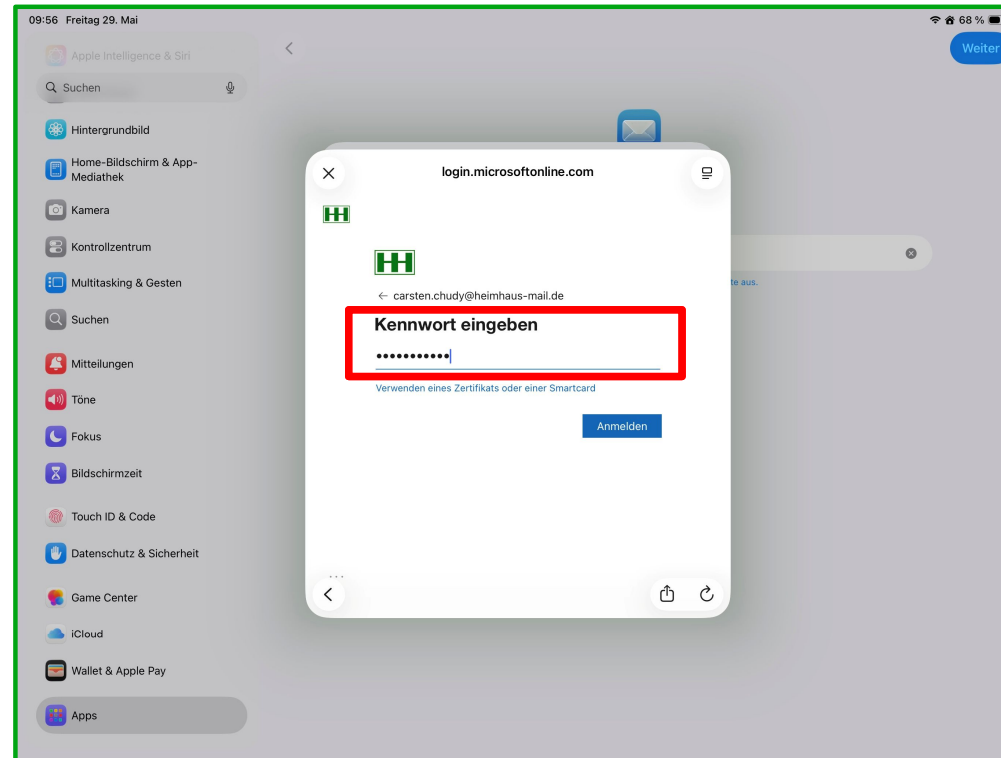 09:56 Freitag 29. Mai
68 %
Apple Intelligence & Siri
Weiter
Suchen
Hintergrundbild
Home-Bildschirm & App-
Mediathek
Kamera
Kontrollzentrum
Multitasking & Gesten
Suchen
Mitteilungen
Töne
Fokus
Bildschirmzeit
Touch ID & Code
Datenschutz & Sicherheit
Game Center
iCloud
Wallet & Apple Pay
Apps
login.microsoftonline.com
HH
HH
← carsten.chudy@heimhaus-mail.de
Kennwort eingeben
•••••••••••
Verwenden eines Zertifikats oder einer Smartcard
Anmelden
...
aus.